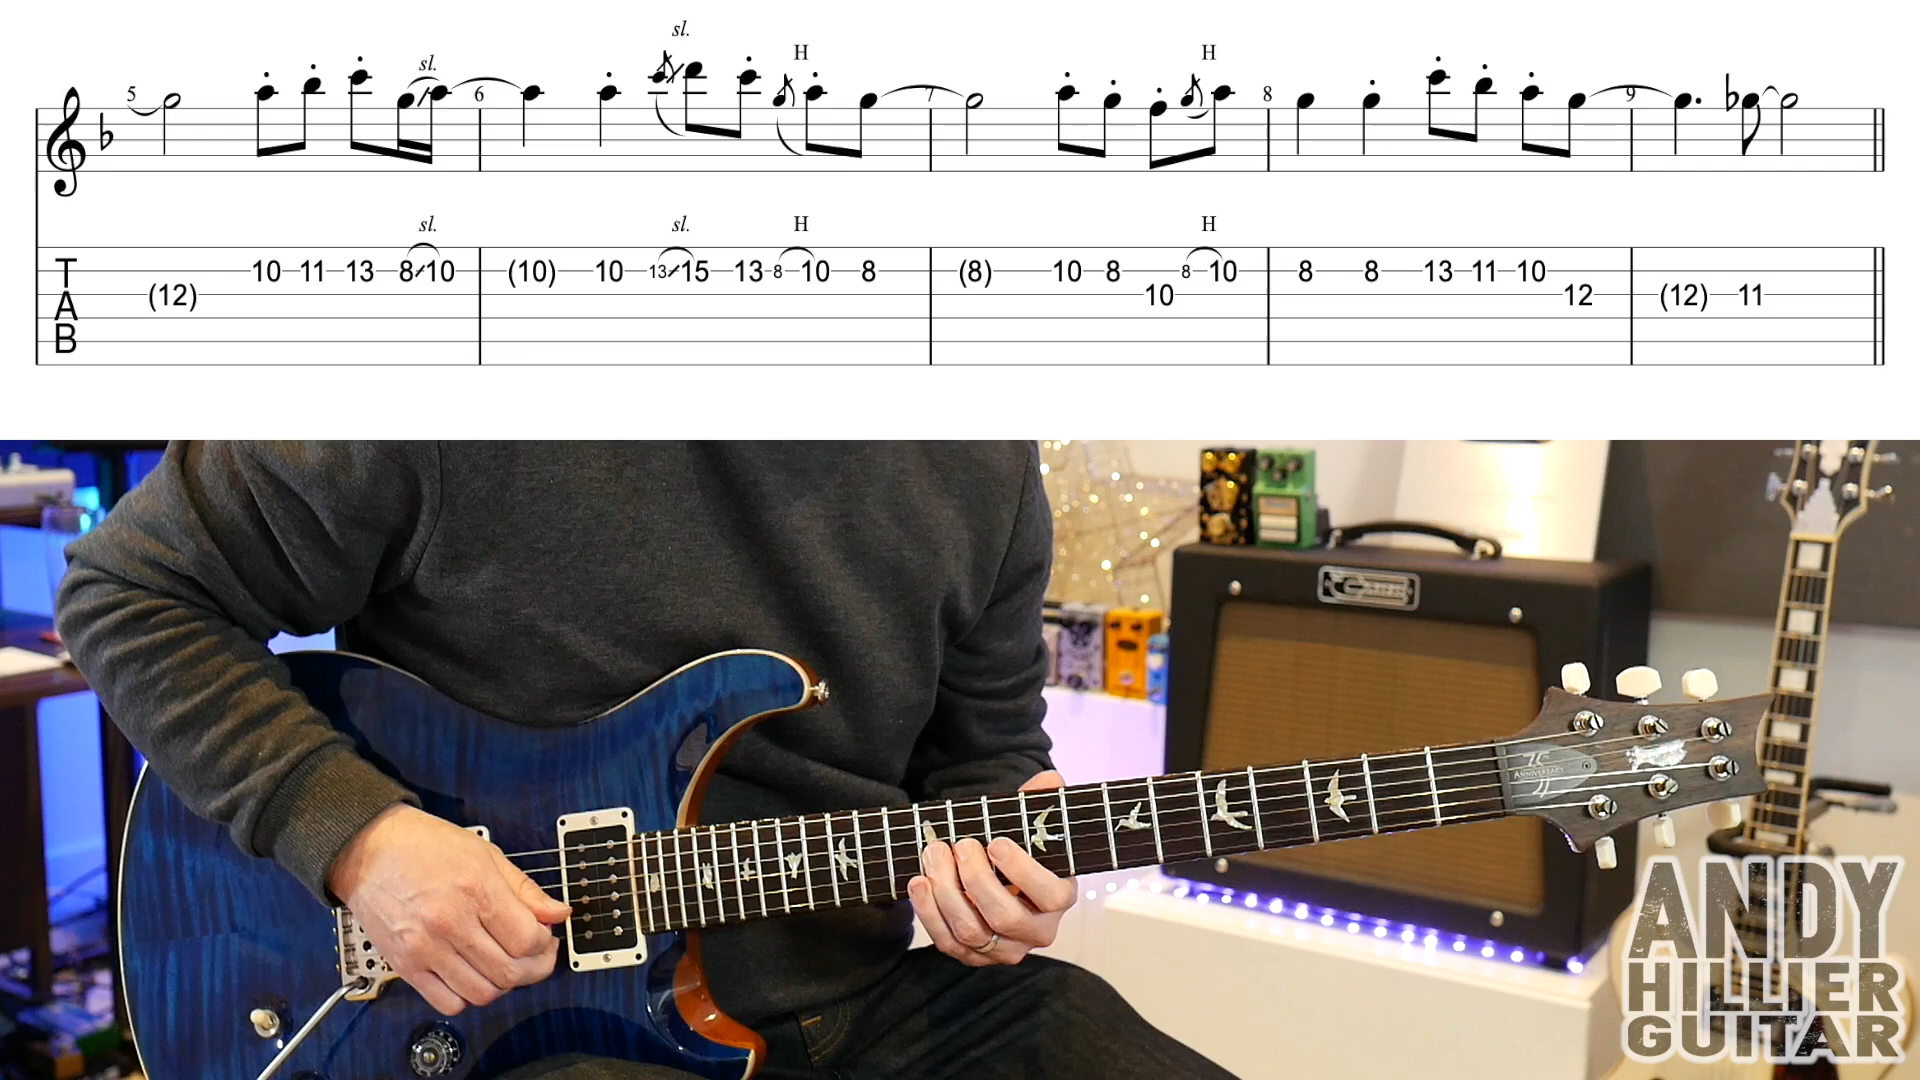 sl.
H H
5 sl. 6 7 8 9
sl. sl. H H
T 10 11 13 8 10 (10) 10 13 15 13 8 10 8 (8) 10 8 8 10 8 8 13 11 10
A (12) 10 12 (12) 11
B
ANNIVERSARY
ANDY
HILLIER
GUITAR